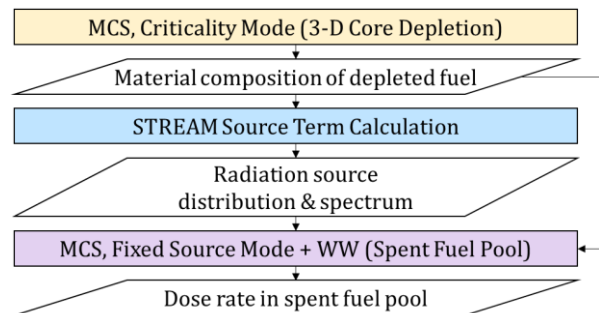 MCS, Criticality Mode (3-D Core Depletion)
Material composition of depleted fuel
STREAM Source Term Calculation
Radiation source
distribution & spectrum
MCS, Fixed Source Mode + WW (Spent Fuel Pool)
Dose rate in spent fuel pool